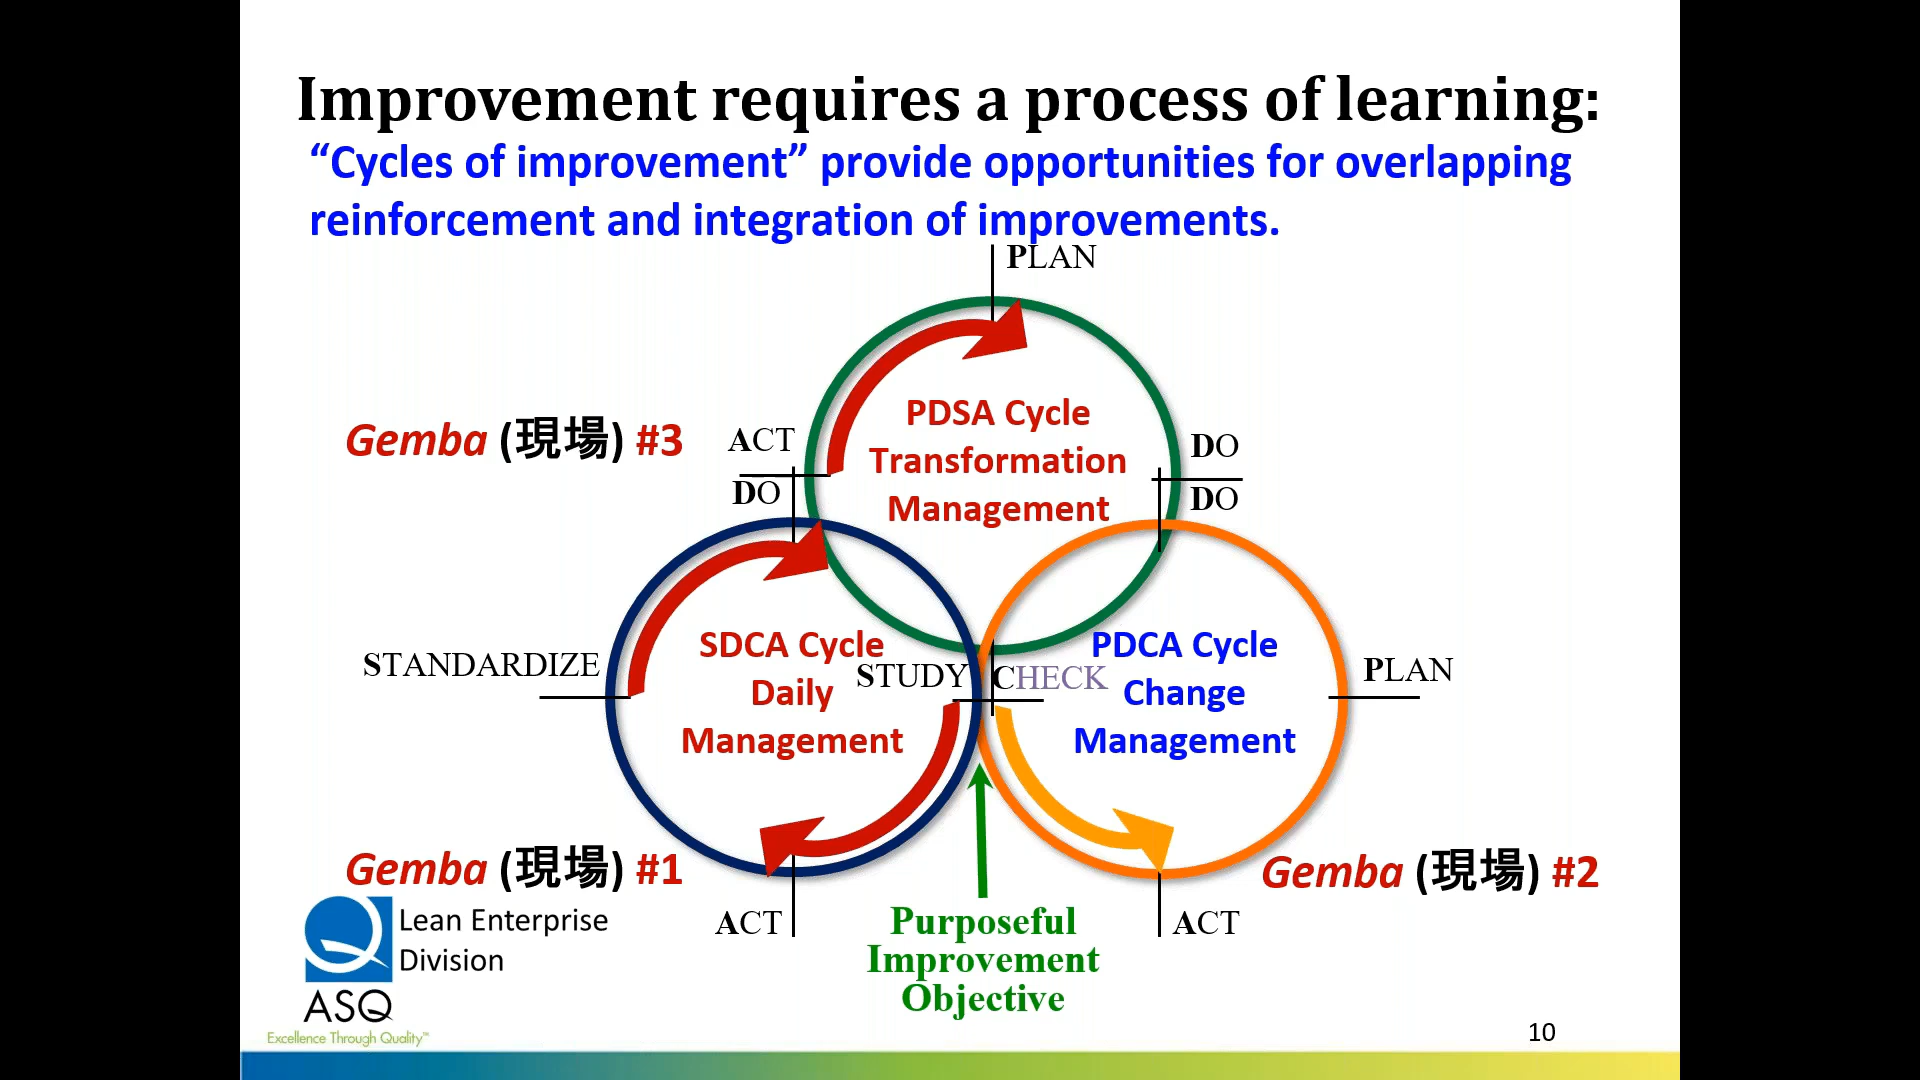 Improvement requires a process of learning:
“Cycles of improvement” provide opportunities for overlapping
reinforcement and integration of improvements.
PLAN
PDSA Cycle
Transformation
Management
Gemba (現場) #3
ACT
DO
DO
DO
SDCA Cycle
Daily
Management
STANDARDIZE
STUDY
CHECK
PDCA Cycle
Change
Management
PLAN
Gemba (現場) #1
Gemba (現場) #2
ACT
ACT
Purposeful
Improvement
Objective
Lean Enterprise
Division
ASQ
Excellence Through Quality™
10